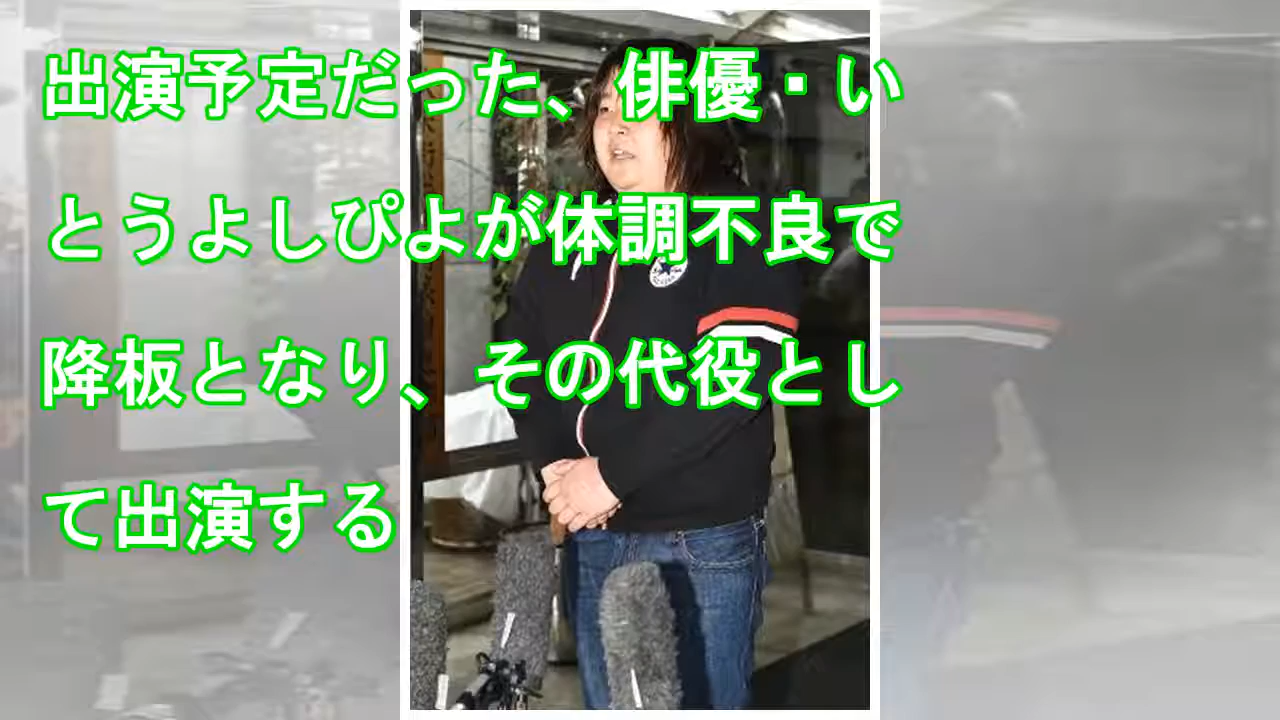 出演予定だった、俳優・い
とうよしぴよが体調不良で
降板となり、その代役とし
て出演する